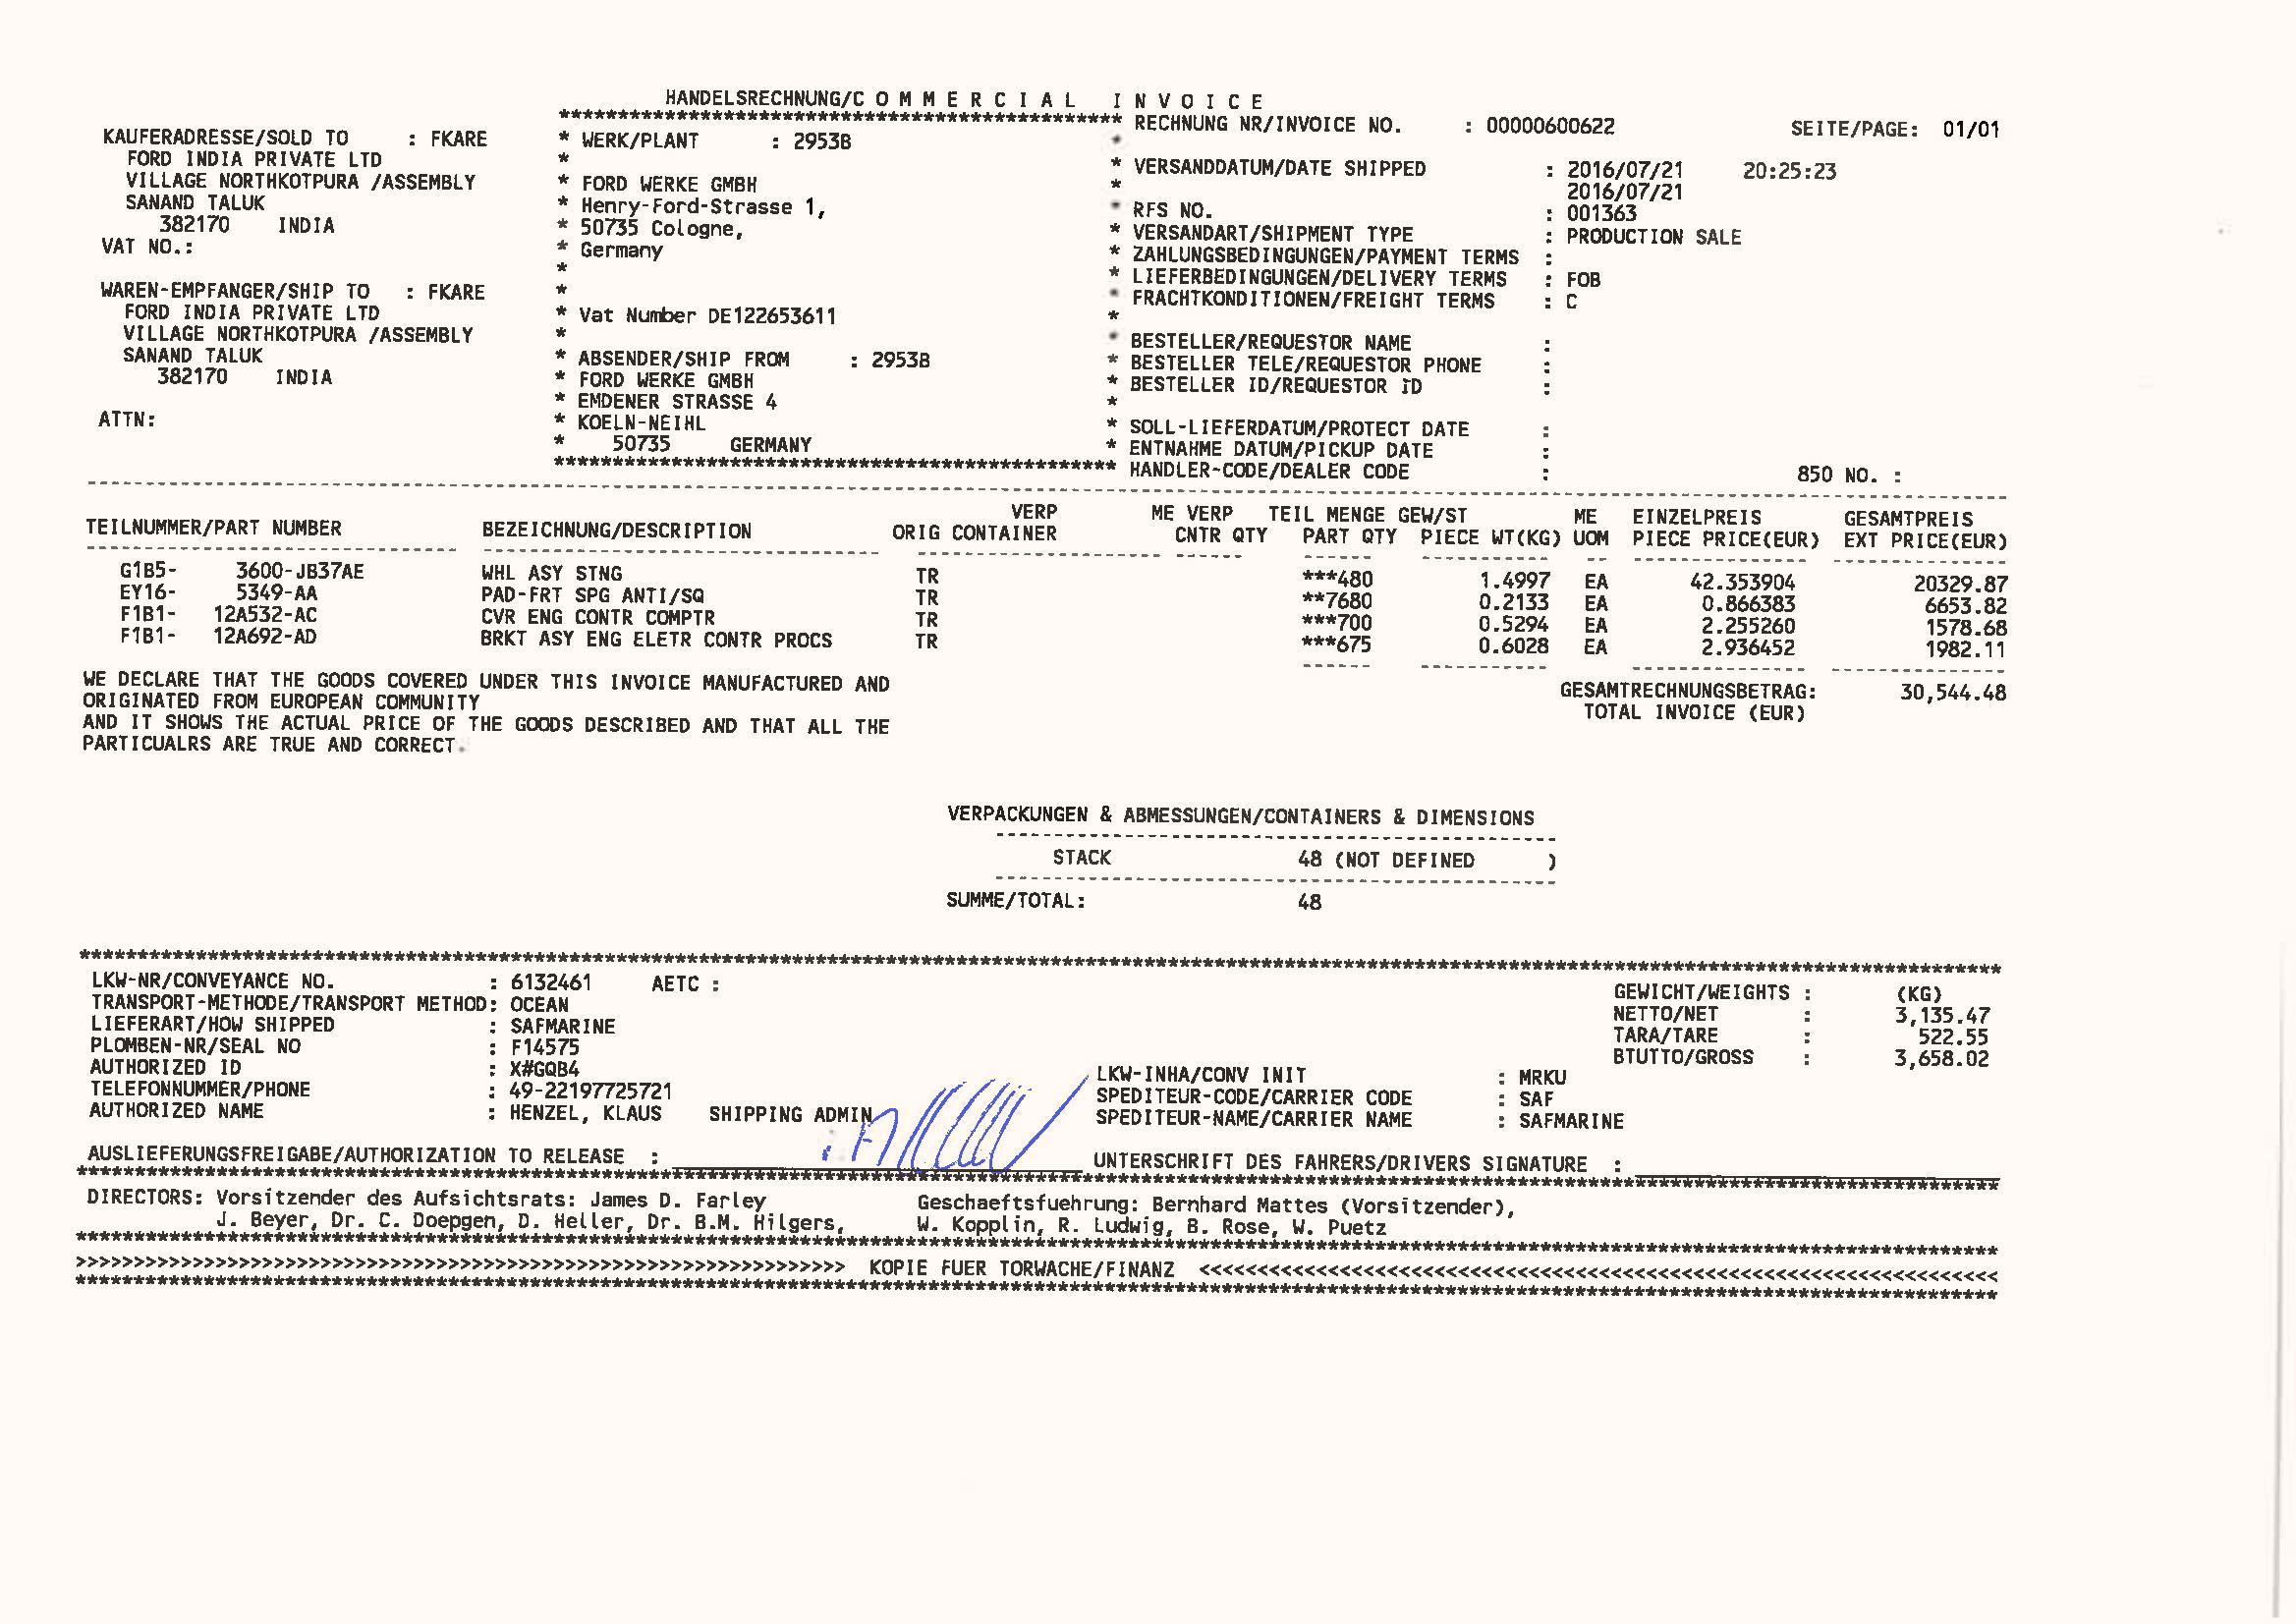 HANDELSRECHNUNG/C O M M E R C I A L   I N V O I C E
KAUFERADRESSE/SOLD TO : FKARE
FORD INDIA PRIVATE LTD
VILLAGE NORTHKOTPURA /ASSEMBLY
SANAND TALUK
382170 INDIA
VAT NO.:
WAREN-EMPFANGER/SHIP TO : FKARE
FORD INDIA PRIVATE LTD
VILLAGE NORTHKOTPURA /ASSEMBLY
SANAND TALUK
382170 INDIA
ATTN:
***********************************************
* WERK/PLANT : 2953B
*
* FORD WERKE GMBH
* Henry-Ford-Strasse 1,
* 50735 Cologne,
* Germany
*
*
* Vat Number DE122653611
*
* ABSENDER/SHIP FROM : 2953B
* FORD WERKE GMBH
* EMDENER STRASSE 4
* KOELN-NEIHL
* 50735 GERMANY
***********************************************
RECHNUNG NR/INVOICE NO. : 00000600622 SEITE/PAGE: 01/01
* VERSANDDATUM/DATE SHIPPED : 2016/07/21 20:25:23
* 2016/07/21
* RFS NO. : 001363
* VERSANDART/SHIPMENT TYPE : PRODUCTION SALE
* ZAHLUNGSBEDINGUNGEN/PAYMENT TERMS :
* LIEFERBEDINGUNGEN/DELIVERY TERMS : FOB
* FRACHTKONDITIONEN/FREIGHT TERMS : C
*
* BESTELLER/REQUESTOR NAME :
* BESTELLER TELE/REQUESTOR PHONE :
* BESTELLER ID/REQUESTOR ID :
*
* SOLL-LIEFERDATUM/PROTECT DATE :
* ENTNAHME DATUM/PICKUP DATE :
HANDLER-CODE/DEALER CODE : 850 NO. :
VERP ME VERP TEIL MENGE GEW/ST ME EINZELPREIS GESAMTPREIS
TEILNUMMER/PART NUMBER BEZEICHNUNG/DESCRIPTION ORIG CONTAINER CNTR QTY PART QTY PIECE WT(KG) UOM PIECE PRICE(EUR) EXT PRICE(EUR)
G1B5- 3600-JB37AE WHL ASY STNG TR ***480 1.4997 EA 42.353904 20329.87
EY16- 5349-AA PAD-FRT SPG ANTI/SQ TR **7680 0.2133 EA 0.866383 6653.82
F1B1- 12A532-AC CVR ENG CONTR COMPTR TR ***700 0.5294 EA 2.255260 1578.68
F1B1- 12A692-AD BRKT ASY ENG ELETR CONTR PROCS TR ***675 0.6028 EA 2.936452 1982.11
WE DECLARE THAT THE GOODS COVERED UNDER THIS INVOICE MANUFACTURED AND
ORIGINATED FROM EUROPEAN COMMUNITY
AND IT SHOWS THE ACTUAL PRICE OF THE GOODS DESCRIBED AND THAT ALL THE
PARTICUALRS ARE TRUE AND CORRECT.
GESAMTRECHNUNGSBETRAG: 30,544.48
TOTAL INVOICE (EUR)
VERPACKUNGEN & ABMESSUNGEN/CONTAINERS & DIMENSIONS
STACK 48 (NOT DEFINED )
SUMME/TOTAL: 48
LKW-NR/CONVEYANCE NO. : 6132461 AETC :
TRANSPORT-METHODE/TRANSPORT METHOD: OCEAN
LIEFERART/HOW SHIPPED : SAFMARINE
PLOMBEN-NR/SEAL NO : F14575
AUTHORIZED ID : X#GQB4
TELEFONNUMMER/PHONE : 49-22197725721
AUTHORIZED NAME : HENZEL, KLAUS SHIPPING ADMIN
GEWICHT/WEIGHTS : (KG)
NETTO/NET : 3,135.47
TARA/TARE : 522.55
BTUTTO/GROSS : 3,658.02
LKW-INHA/CONV INIT : MRKU
SPEDITEUR-CODE/CARRIER CODE : SAF
SPEDITEUR-NAME/CARRIER NAME : SAFMARINE
AUSLIEFERUNGSFREIGABE/AUTHORIZATION TO RELEASE : UNTERSCHRIFT DES FAHRERS/DRIVERS SIGNATURE :
DIRECTORS: Vorsitzender des Aufsichtsrats: James D. Farley Geschaeftsfuehrung: Bernhard Mattes (Vorsitzender),
J. Beyer, Dr. C. Doepgen, D. Heller, Dr. B.M. Hilgers, W. Kopplin, R. Ludwig, B. Rose, W. Puetz
>>>>>>>>>>>>>>>>>>>>>>>>>>>>>>>>>>>>>>>>>>>>>>>>>>>>>>>>>>>>>>>>> KOPIE FUER TORWACHE/FINANZ <<<<<<<<<<<<<<<<<<<<<<<<<<<<<<<<<<<<<<<<<<<<<<<<<<<<<<<<<<<<<<<<<<<<